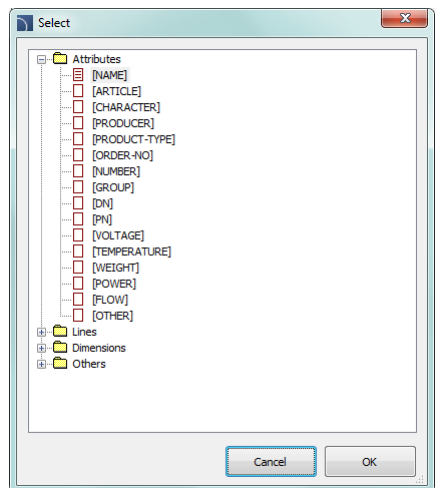 Select
Attributes
[NAME]
[ARTICLE]
[CHARACTER]
[PRODUCER]
[PRODUCT-TYPE]
[ORDER-NO]
[NUMBER]
[GROUP]
[DN]
[PN]
[VOLTAGE]
[TEMPERATURE]
[WEIGHT]
[POWER]
[FLOW]
[OTHER]
Lines
Dimensions
Others
Cancel OK